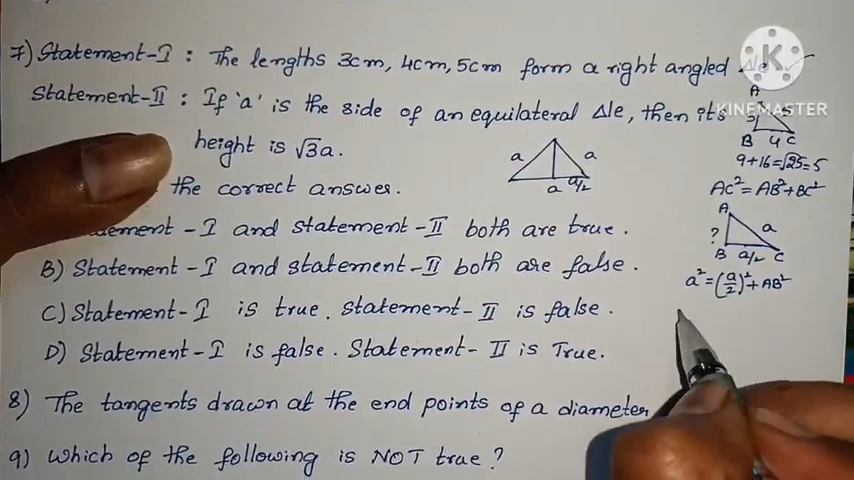 7) Statement-I : The lengths 3cm, 4cm, 5cm form a right angled Δle ✓
Statement-II : If 'a' is the side of an equilateral Δle, then its
height is √3a.
the correct answer.
Statement-I and statement-II both are true.
B) Statement-I and statement-II both are false.
C) Statement-I is true. Statement-II is false.
D) Statement-I is false. Statement-II is True.
8) The tangents drawn at the end points of a diameter
9) Which of the following is NOT true?
a a
a a/2
K
KINEMASTER
A
3 5
B 4 C
9+16=√25=5
AC²=AB²+BC²
A
? a
B a/2 C
a²=(a/2)²+AB²